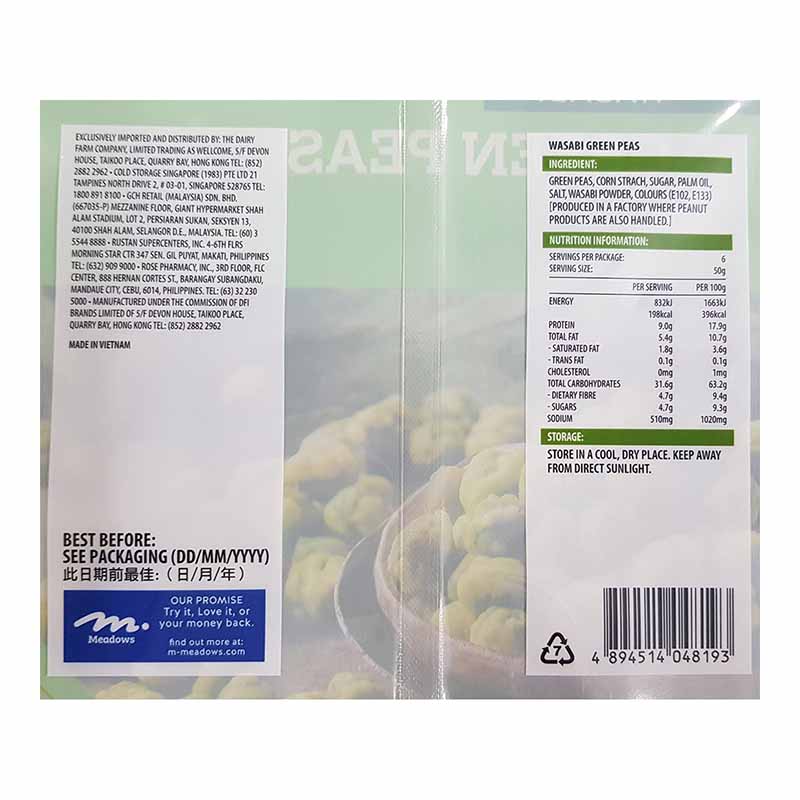 EXCLUSIVELY IMPORTED AND DISTRIBUTED BY: THE DAIRY
FARM COMPANY, LIMITED TRADING AS WELLCOME, 5/F DEVON
HOUSE, TAIKOO PLACE, QUARRY BAY, HONG KONG TEL: (852)
2882 2962 • COLD STORAGE SINGAPORE (1983) PTE LTD 21
TAMPINES NORTH DRIVE 2, # 03-01, SINGAPORE 528765 TEL:
1800 891 8100 • GCH RETAIL (MALAYSIA) SDN. BHD.
(667035-P) MEZZANINE FLOOR, GIANT HYPERMARKET SHAH
ALAM STADIUM, LOT 2, PERSIARAN SUKAN, SEKSYEN 13,
40100 SHAH ALAM, SELANGOR D.E., MALAYSIA. TEL: (60) 3
5544 8888 • RUSTAN SUPERCENTERS, INC. 4-6TH FLRS
MORNING STAR CTR 347 SEN. GIL PUYAT, MAKATI, PHILIPPINES
TEL: (632) 909 9000 • ROSE PHARMACY, INC., 3RD FLOOR, FLC
CENTER, 888 HERNAN CORTES ST., BARANGAY SUBANGDAKU,
MANDAUE CITY, CEBU, 6014, PHILIPPINES. TEL: (63) 32 230
5000 • MANUFACTURED UNDER THE COMMISSION OF DFI
BRANDS LIMITED OF 5/F DEVON HOUSE, TAIKOO PLACE,
QUARRY BAY, HONG KONG TEL: (852) 2882 2962
MADE IN VIETNAM
BEST BEFORE:
SEE PACKAGING (DD/MM/YYYY)
此日期前最佳:（日/月/年）
m.
Meadows
OUR PROMISE
Try it, Love it, or
your money back.
find out more at:
m-meadows.com
EN PEAS
WASABI GREEN PEAS
INGREDIENT:
GREEN PEAS, CORN STRACH, SUGAR, PALM OIL,
SALT, WASABI POWDER, COLOURS (E102, E133)
[PRODUCED IN A FACTORY WHERE PEANUT
PRODUCTS ARE ALSO HANDLED.]
NUTRITION INFORMATION:
SERVINGS PER PACKAGE: 6
SERVING SIZE: 50g
PER SERVING PER 100g
ENERGY 832kJ 1663kJ
198kcal 396kcal
PROTEIN 9.0g 17.9g
TOTAL FAT 5.4g 10.7g
- SATURATED FAT 1.8g 3.6g
- TRANS FAT 0.1g 0.1g
CHOLESTEROL 0mg 1mg
TOTAL CARBOHYDRATES 31.6g 63.2g
- DIETARY FIBRE 4.7g 9.4g
- SUGARS 4.7g 9.3g
SODIUM 510mg 1020mg
STORAGE:
STORE IN A COOL, DRY PLACE. KEEP AWAY
FROM DIRECT SUNLIGHT.
7
4 894514 048193